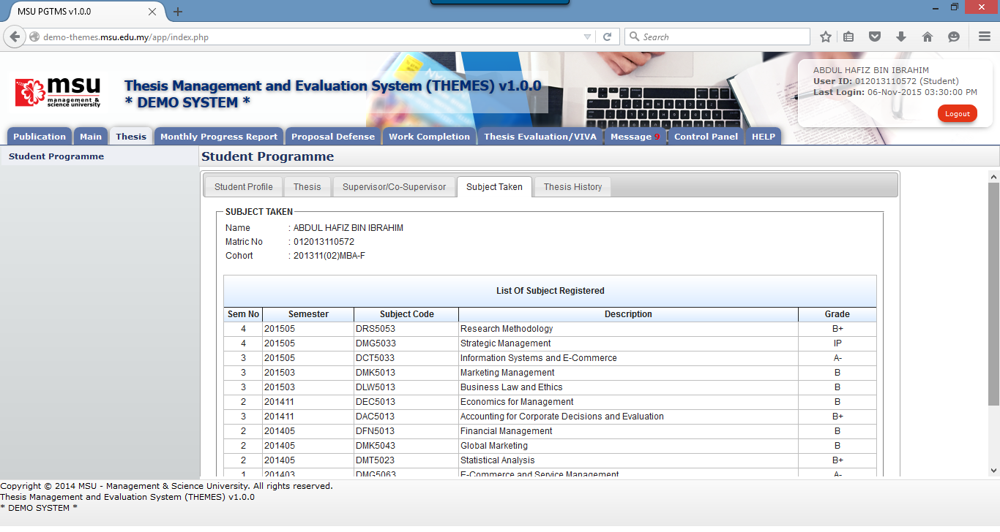 MSU PGTMS v1.0.0
demo-themes.msu.edu.my/app/index.php
Search
msu
management &
science university
Thesis Management and Evaluation System (THEMES) v1.0.0
* DEMO SYSTEM *
ABDUL HAFIZ BIN IBRAHIM
User ID: 012013110572 (Student)
Last Login: 06-Nov-2015 03:30:00 PM
Logout
Publication Main Thesis Monthly Progress Report Proposal Defense Work Completion Thesis Evaluation/VIVA Message 9 Control Panel HELP
Student Programme
Student Programme
Student Profile Thesis Supervisor/Co-Supervisor Subject Taken Thesis History
SUBJECT TAKEN
Name : ABDUL HAFIZ BIN IBRAHIM
Matric No : 012013110572
Cohort : 201311(02)MBA-F
List Of Subject Registered
Sem No Semester Subject Code Description Grade
4 201505 DRS5053 Research Methodology B+
4 201505 DMG5033 Strategic Management IP
3 201505 DCT5033 Information Systems and E-Commerce A-
3 201503 DMK5013 Marketing Management B
3 201503 DLW5013 Business Law and Ethics B
2 201411 DEC5013 Economics for Management B
3 201411 DAC5013 Accounting for Corporate Decisions and Evaluation B+
2 201405 DFN5013 Financial Management B
2 201405 DMK5043 Global Marketing B
2 201405 DMT5023 Statistical Analysis B+
1 201403 DMG5063 E-Commerce and Service Management A-
Copyright © 2014 MSU - Management & Science University. All rights reserved.
Thesis Management and Evaluation System (THEMES) v1.0.0
* DEMO SYSTEM *